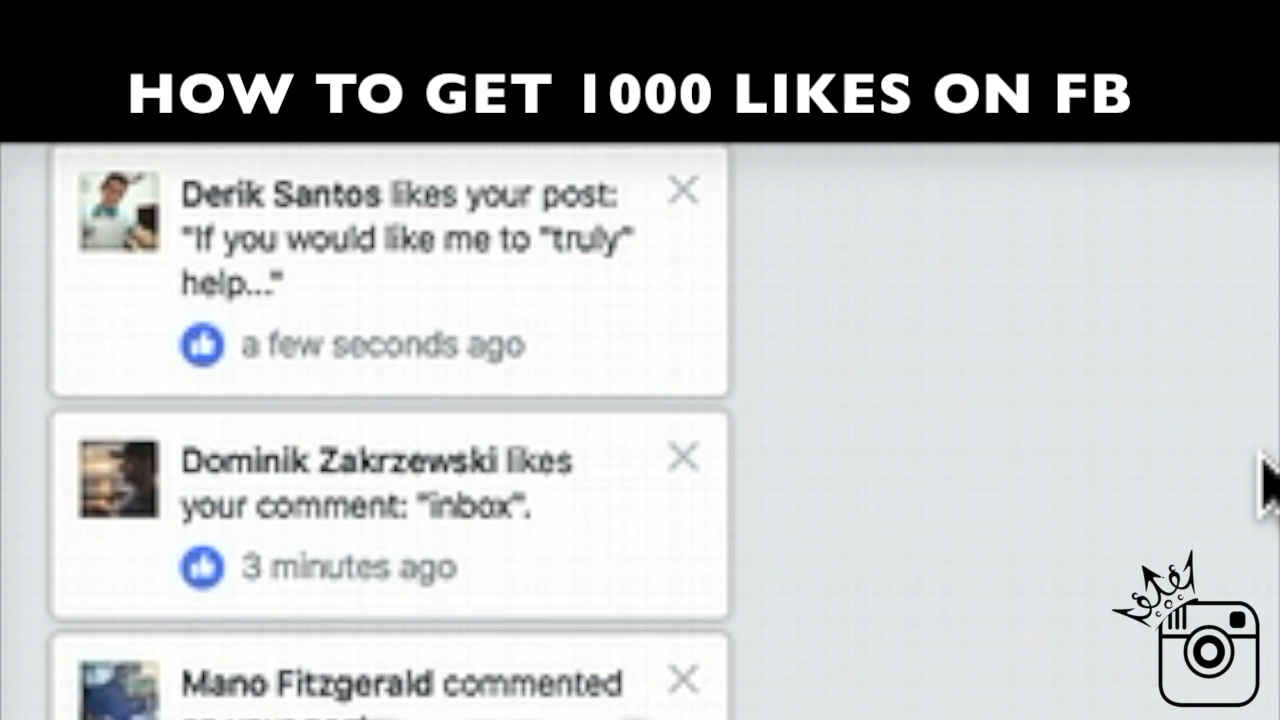 HOW TO GET 1000 LIKES ON FB
Derik Santos likes your post:
"If you would like me to "truly"
help..."
a few seconds ago
Dominik Zakrzewski likes
your comment: "inbox".
3 minutes ago
Mano Fitzgerald commented